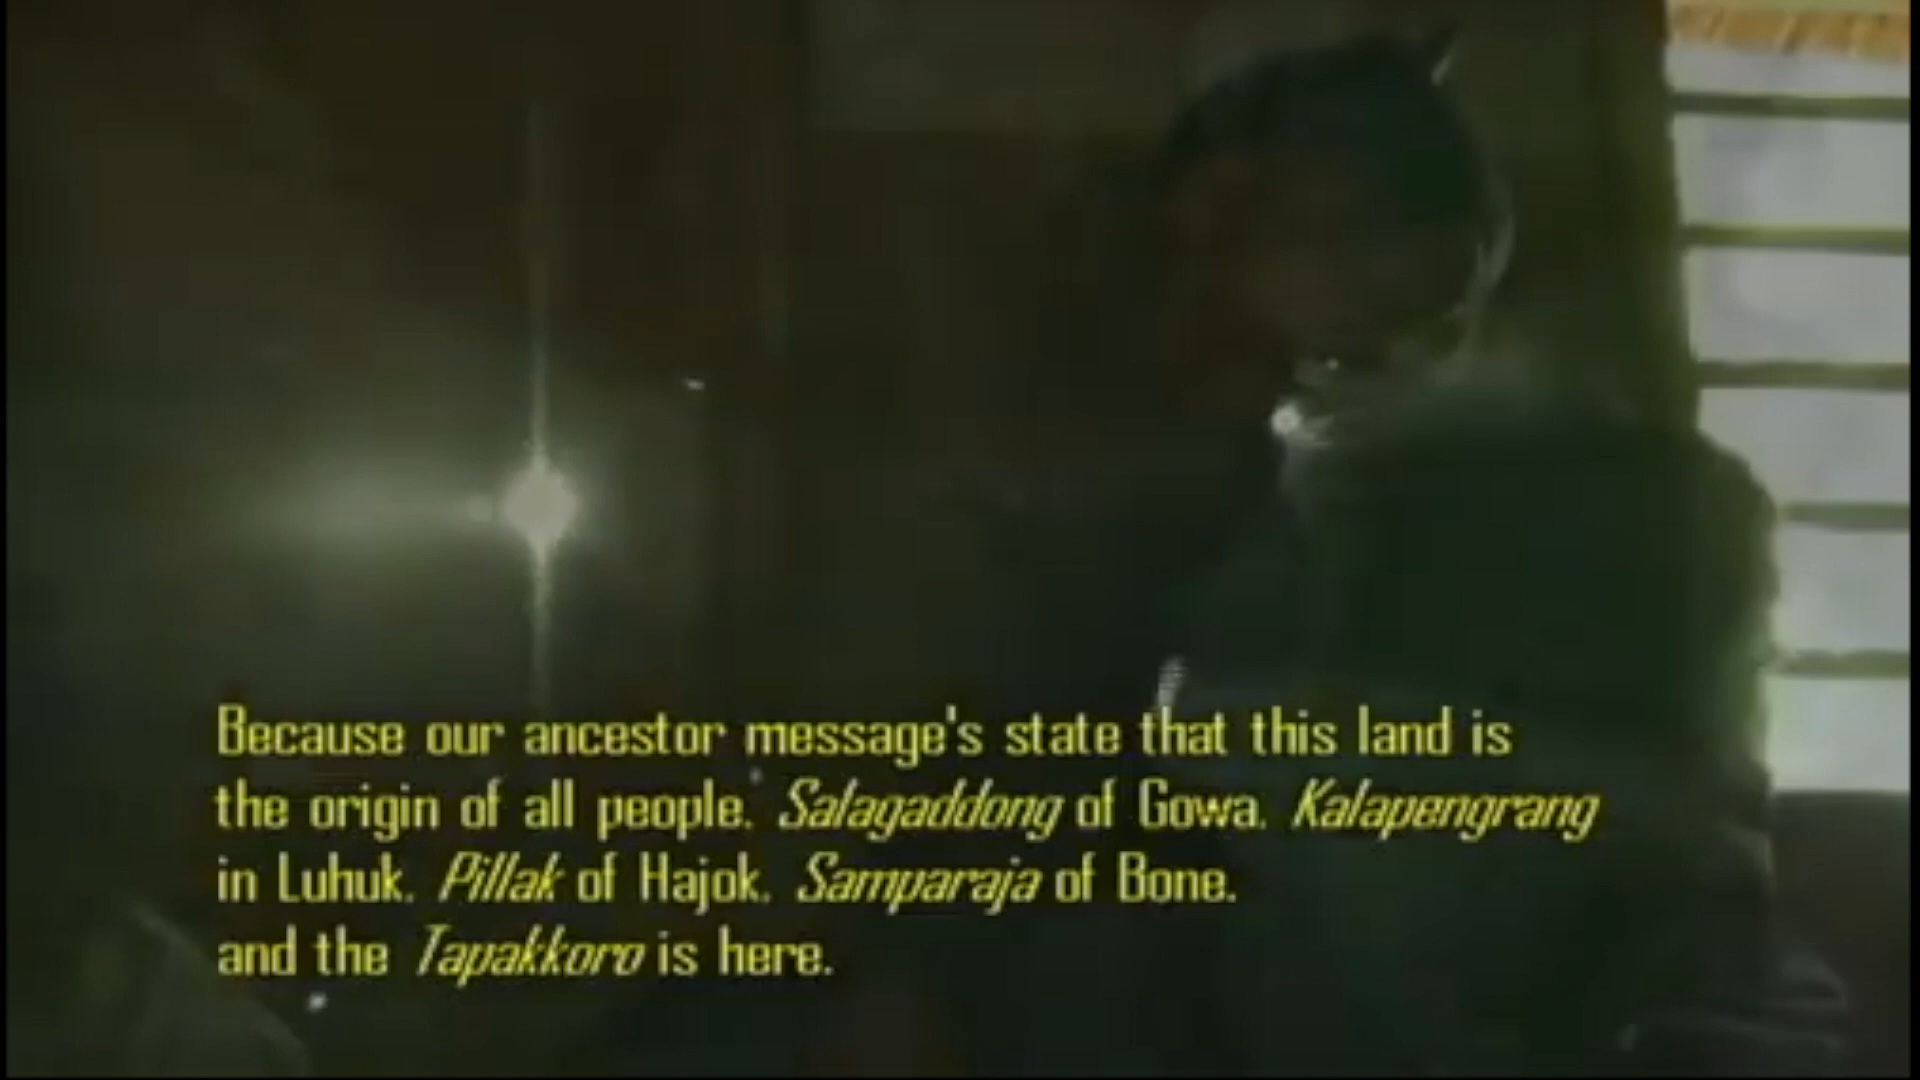 Because our ancestor message's state that this land is
the origin of all people. Salagaddong of Gowa. Kalapengrang
in Luhuk. Pillak of Hajok. Samparaja of Bone.
and the Tapakkoro is here.